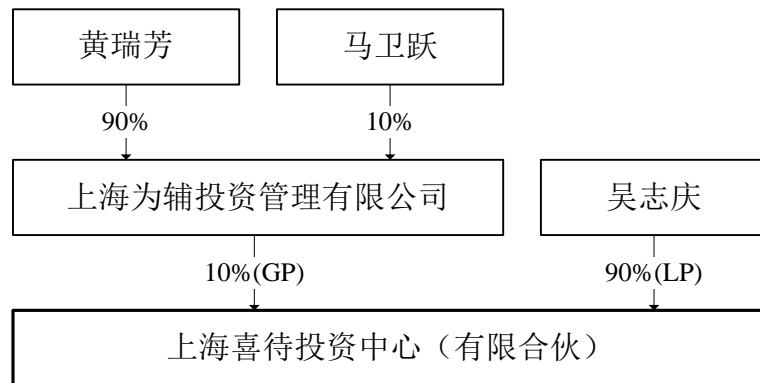 黄瑞芳
马卫跃
90%
10%
上海为辅投资管理有限公司
吴志庆
10%(GP)
90%(LP)
上海喜待投资中心（有限合伙）